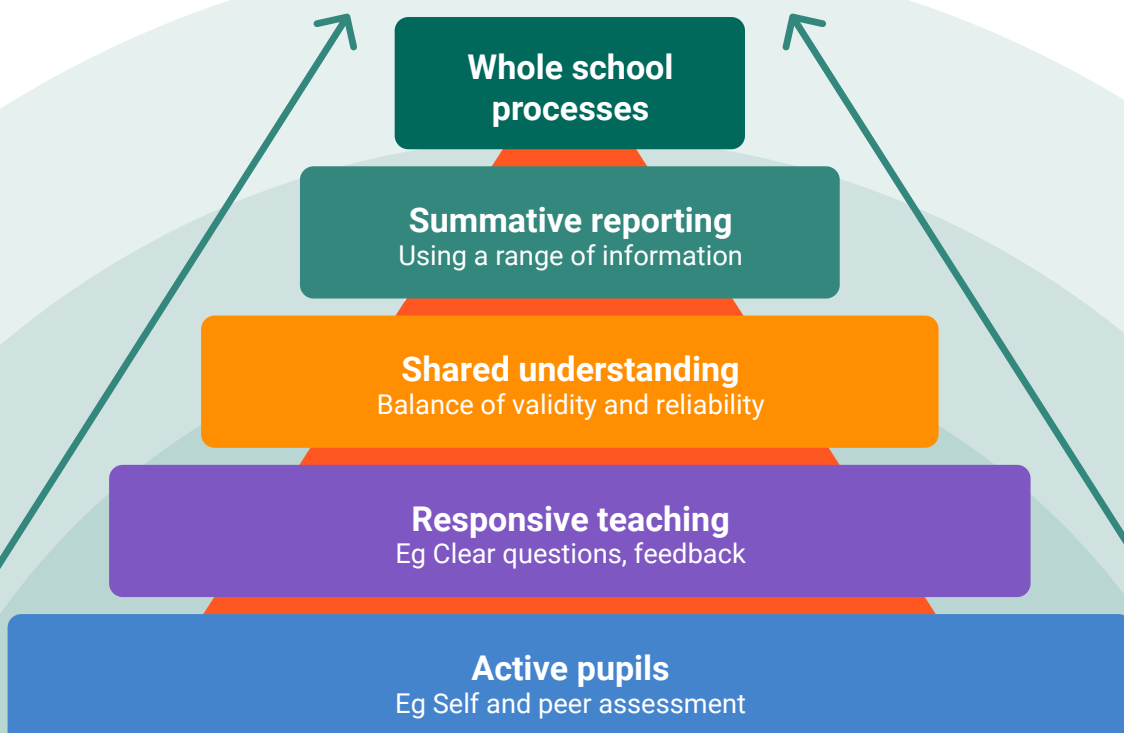 Whole school
processes
Summative reporting
Using a range of information
Shared understanding
Balance of validity and reliability
Responsive teaching
Eg Clear questions, feedback
Active pupils
Eg Self and peer assessment